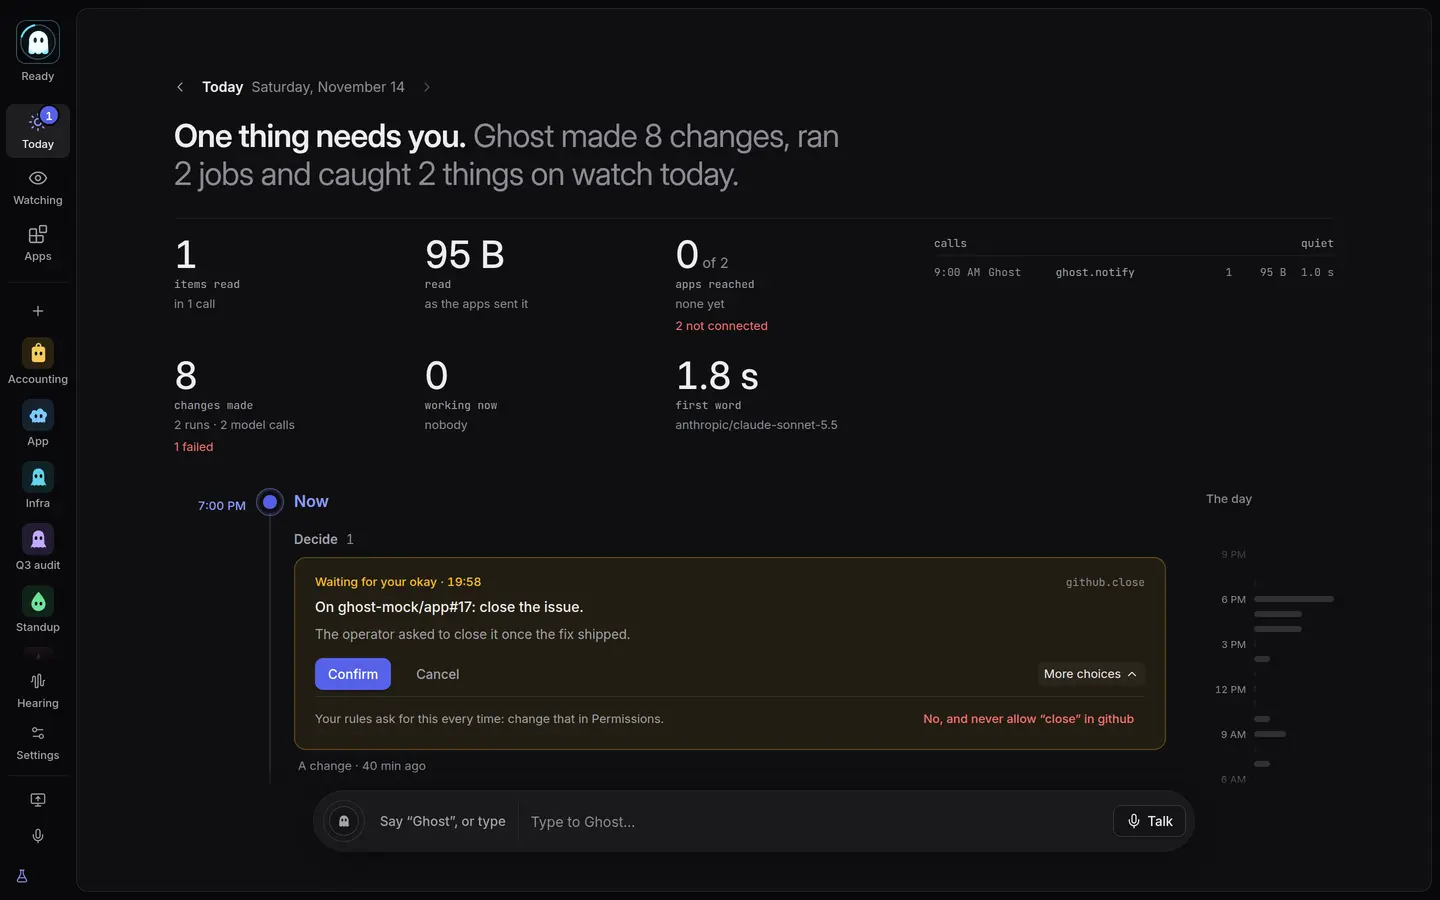 Ready
1
Today
Watching
Apps
Accounting
App
Infra
Q3 audit
Standup
Hearing
Settings
Today Saturday, November 14
One thing needs you. Ghost made 8 changes, ran
2 jobs and caught 2 things on watch today.
1
items read
in 1 call
95 B
read
as the apps sent it
0 of 2
apps reached
none yet
2 not connected
calls quiet
9:00 AM Ghost ghost.notify 1 95 B 1.0 s
8
changes made
2 runs · 2 model calls
1 failed
0
working now
nobody
1.8 s
first word
anthropic/claude-sonnet-5.5
7:00 PM Now
Decide 1
Waiting for your okay · 19:58 github.close
On ghost-mock/app#17: close the issue.
The operator asked to close it once the fix shipped.
Confirm Cancel More choices
Your rules ask for this every time: change that in Permissions. No, and never allow “close” in github
A change · 40 min ago
The day
9 PM
6 PM
3 PM
12 PM
9 AM
6 AM
Say “Ghost”, or type Type to Ghost... Talk